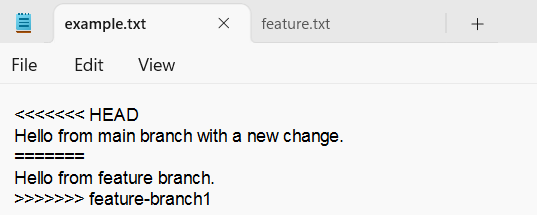 example.txt
feature.txt
File Edit View
<<<<<<< HEAD
Hello from main branch with a new change.
=======
Hello from feature branch.
>>>>>>> feature-branch1